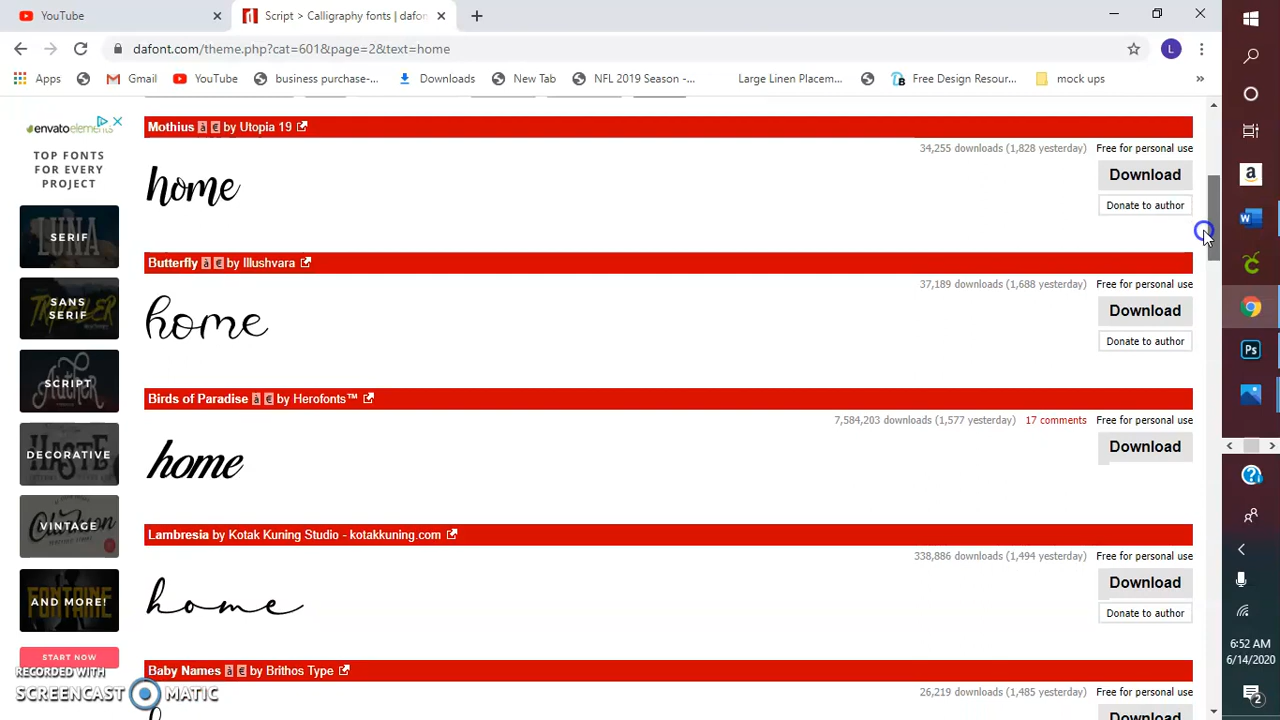 YouTube
Script > Calligraphy fonts | dafon
dafont.com/theme.php?cat=601&page=2&text=home
L
Apps
Gmail
YouTube
business purchase-...
Downloads
New Tab
NFL 2019 Season -...
Large Linen Placem...
Free Design Resour...
mock ups
»
envatoelements
TOP FONTS
FOR EVERY
PROJECT
SERIF
SANS
SERIF
SCRIPT
DECORATIVE
VINTAGE
AND MORE!
START NOW
Mothius à € by Utopia 19
34,255 downloads (1,828 yesterday) Free for personal use
home
Download
Donate to author
Butterfly à € by Illushvara
37,189 downloads (1,688 yesterday) Free for personal use
home
Download
Donate to author
Birds of Paradise à € by Herofonts™
7,584,203 downloads (1,577 yesterday) 17 comments Free for personal use
home
Download
Lambresia by Kotak Kuning Studio - kotakkuning.com
338,886 downloads (1,494 yesterday) Free for personal use
home
Download
Donate to author
Baby Names à € by Brithos Type
26,219 downloads (1,485 yesterday) Free for personal use
Download
RECORDED WITH
SCREENCAST MATIC
6:52 AM
6/14/2020
2